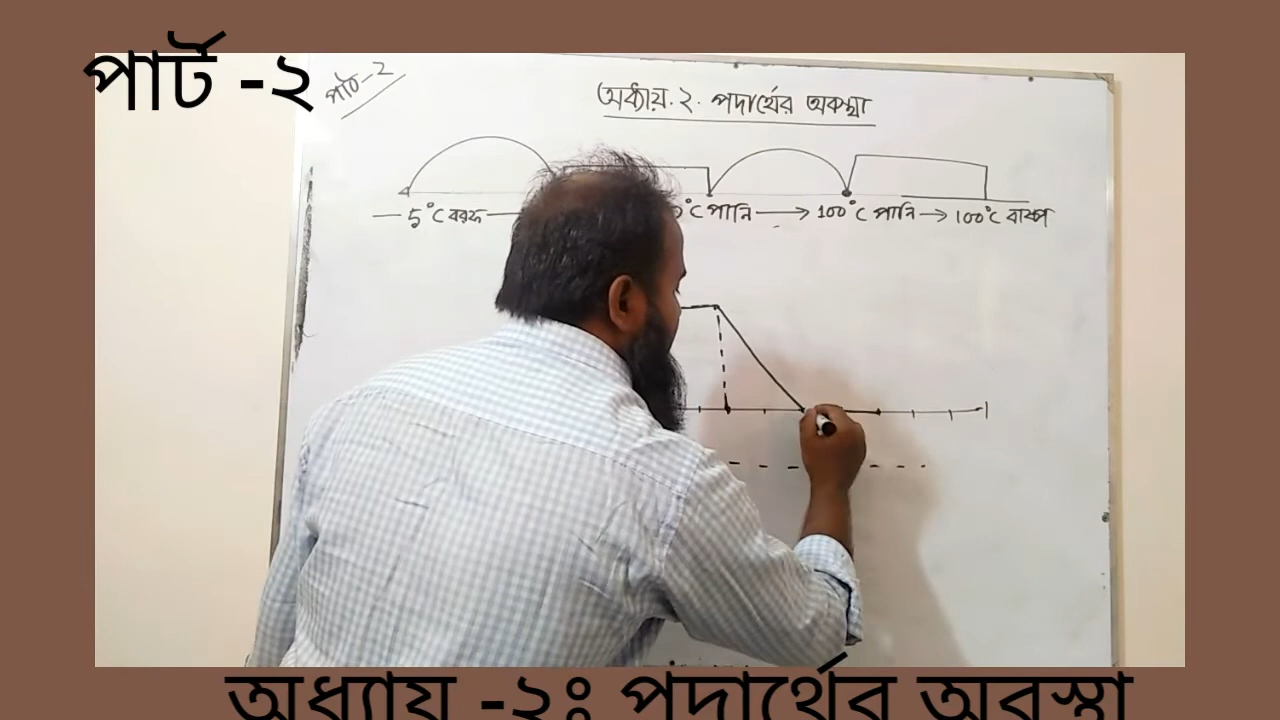 পার্ট -২
পার্ট-২
অধ্যায়.২. পদার্থের অবস্থা
5°C বরফ
°C পানি → 100°C পানি → 100°C বাষ্প
অধ্যায় -২ঃ পদার্থের অবস্থা